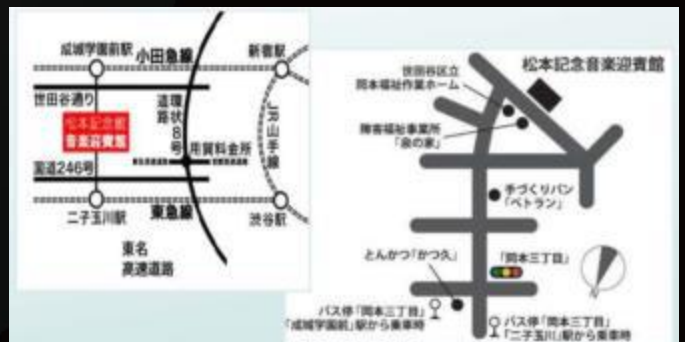 成城学園前駅
小田急線
新宿駅
世田谷通り
環状8号
道路
JR山手線
松本記念館
音楽迎賓館
用賀料金所
国道246号
二子玉川駅
東急線
渋谷駅
東名
高速道路
松本記念音楽迎賓館
世田谷区立
岡本福祉作業ホーム
障害福祉事業所
「泉の家」
手づくりパン
「ベトラン」
とんかつ「かつ久」
「岡本三丁目」
バス停「岡本三丁目」
「成城学園前」駅から乗車時
バス停「岡本三丁目」
「二子玉川」駅から乗車時